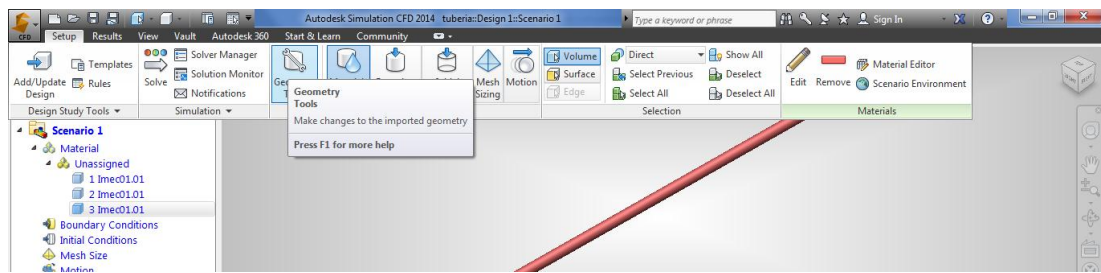 Autodesk Simulation CFD 2014 tuberia::Design 1::Scenario 1
Type a keyword or phrase
Sign In
CFD
Setup Results View Vault Autodesk 360 Start & Learn Community
Add/Update Design
Templates
Rules
Design Study Tools
Solve
Solver Manager
Solution Monitor
Notifications
Simulation
Mesh Sizing
Motion
Volume
Surface
Edge
Direct
Select Previous
Select All
Show All
Deselect
Deselect All
Selection
Edit
Remove
Material Editor
Scenario Environment
Materials
Geometry
Tools
Make changes to the imported geometry
Press F1 for more help
Scenario 1
Material
Unassigned
1 Imec01.01
2 Imec01.01
3 Imec01.01
Boundary Conditions
Initial Conditions
Mesh Size
Motion